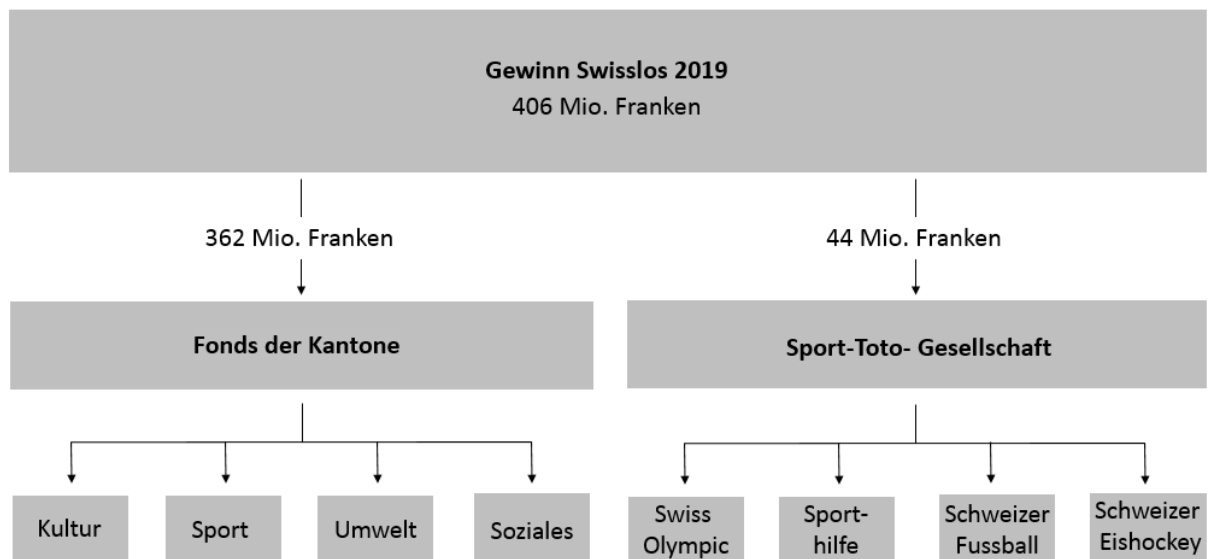 Gewinn Swisslos 2019
406 Mio. Franken
362 Mio. Franken
44 Mio. Franken
Fonds der Kantone
Sport-Toto- Gesellschaft
Kultur
Sport
Umwelt
Soziales
Swiss
Olympic
Sport-
hilfe
Schweizer
Fussball
Schweizer
Eishockey